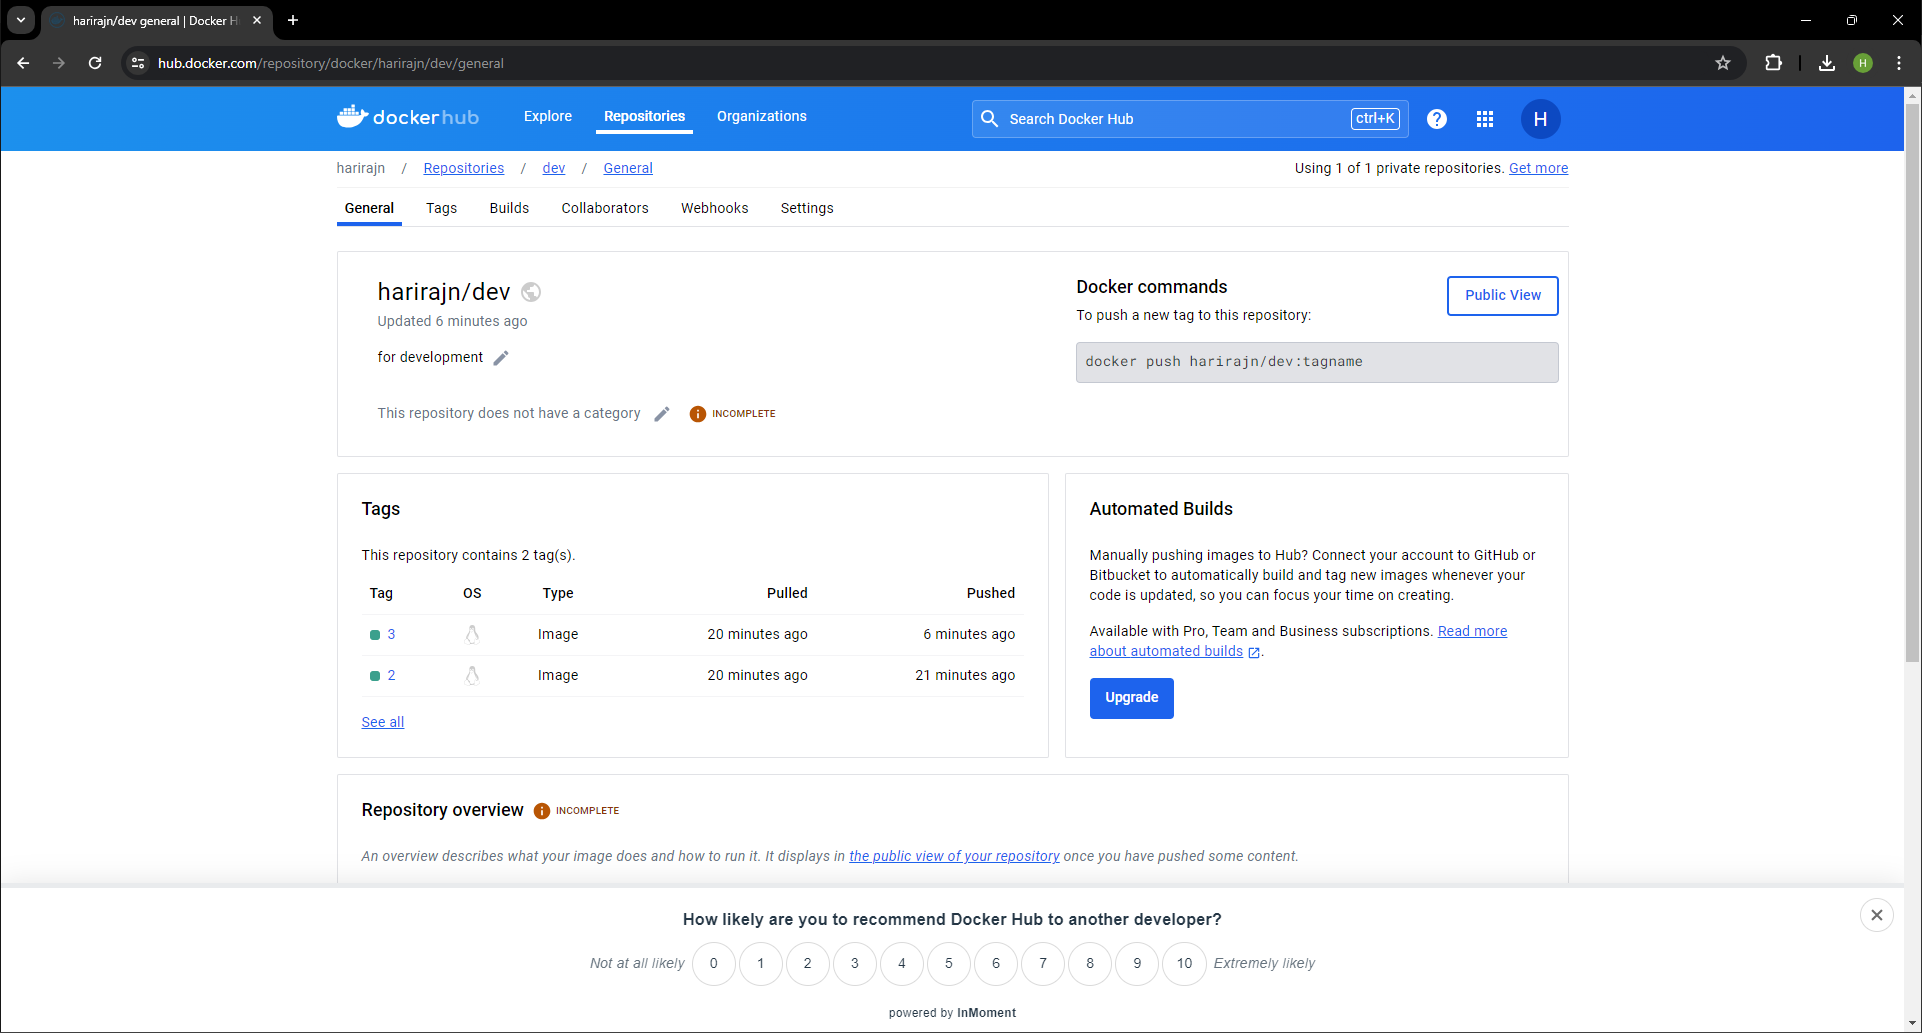 harirajn/dev general | Docker H
hub.docker.com/repository/docker/harirajn/dev/general
H
dockerhub
Explore
Repositories
Organizations
Search Docker Hub
ctrl+K
?
H
harirajn / Repositories / dev / General
Using 1 of 1 private repositories. Get more
General
Tags
Builds
Collaborators
Webhooks
Settings
harirajn/dev
Updated 6 minutes ago
for development
This repository does not have a category
INCOMPLETE
Docker commands
Public View
To push a new tag to this repository:
docker push harirajn/dev:tagname
Tags
This repository contains 2 tag(s).
Tag OS Type Pulled Pushed
3 Image 20 minutes ago 6 minutes ago
2 Image 20 minutes ago 21 minutes ago
See all
Automated Builds
Manually pushing images to Hub? Connect your account to GitHub or
Bitbucket to automatically build and tag new images whenever your
code is updated, so you can focus your time on creating.
Available with Pro, Team and Business subscriptions. Read more
about automated builds .
Upgrade
Repository overview
INCOMPLETE
An overview describes what your image does and how to run it. It displays in the public view of your repository once you have pushed some content.
How likely are you to recommend Docker Hub to another developer?
Not at all likely 0 1 2 3 4 5 6 7 8 9 10 Extremely likely
powered by InMoment